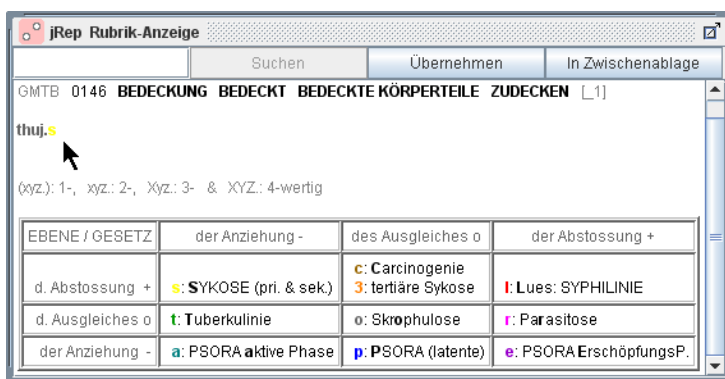 jRep Rubrik-Anzeige
Suchen Übernehmen In Zwischenablage
GMTB 0146 BEDECKUNG BEDECKT BEDECKTE KÖRPERTEILE ZUDECKEN [_1]
thuj.s
(xyz.): 1-, xyz.: 2-, Xyz.: 3- & XYZ.: 4-wertig
EBENE / GESETZ der Anziehung - des Ausgleiches o der Abstossung +
c: Carcinogenie
d. Abstossung + s: SYKOSE (pri. & sek.) 3: tertiäre Sykose l: Lues: SYPHILINIE
d. Ausgleiches o t: Tuberkulinie o: Skrophulose r: Parasitose
der Anziehung - a: PSORA aktive Phase p: PSORA (latente) e: PSORA ErschöpfungsP.